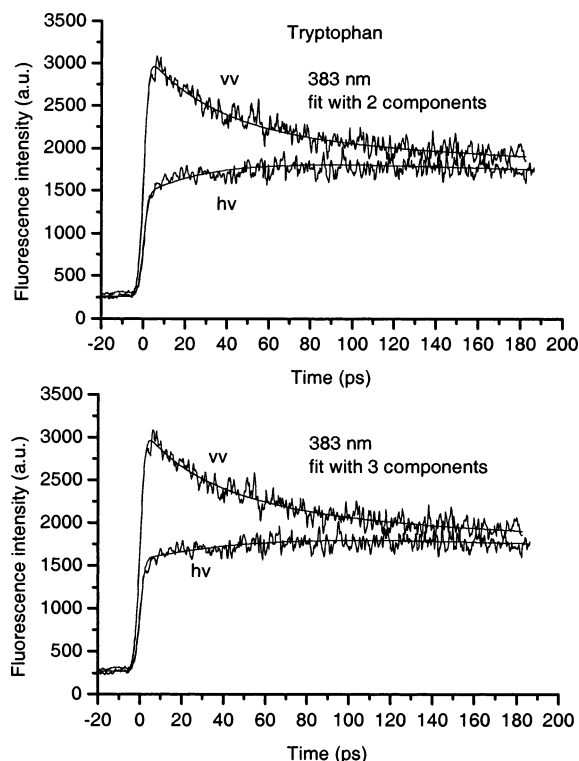 Tryptophan
383 nm
fit with 2 components
vv
hv
3500
3000
2500
2000
1500
1000
500
0
Fluorescence intensity (a.u.)
-20 0 20 40 60 80 100 120 140 160 180 200
Time (ps)
383 nm
fit with 3 components
vv
hv
3500
3000
2500
2000
1500
1000
500
0
Fluorescence intensity (a.u.)
-20 0 20 40 60 80 100 120 140 160 180 200
Time (ps)